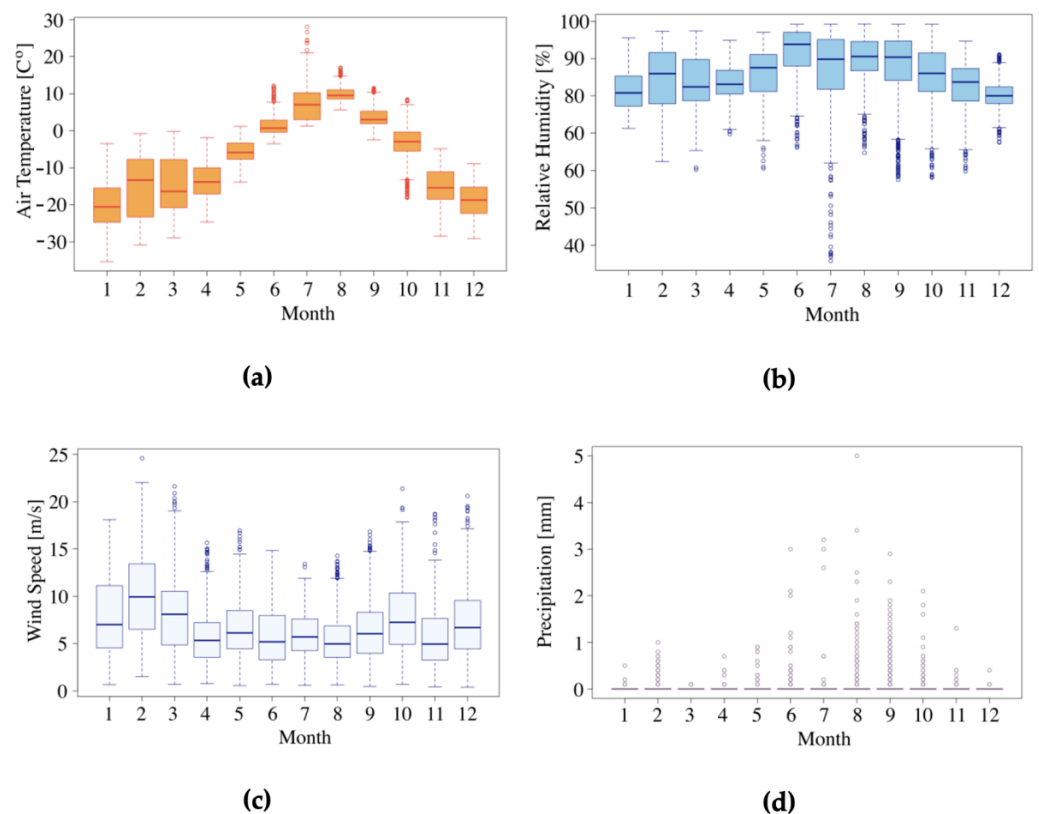 Air Temperature [C°]
30
20
10
0
-10
-20
-30
1 2 3 4 5 6 7 8 9 10 11 12
Month
(a)
Relative Humidity [%]
100
90
80
60
60
50
40
1 2 3 4 5 6 7 8 9 10 11 12
Month
(b)
Wind Speed [m/s]
25
20
15
10
5
0
1 2 3 4 5 6 7 8 9 10 11 12
Month
(c)
Precipitation [mm]
5
4
3
2
1
0
1 2 3 4 5 6 7 8 9 10 11 12
Month
(d)